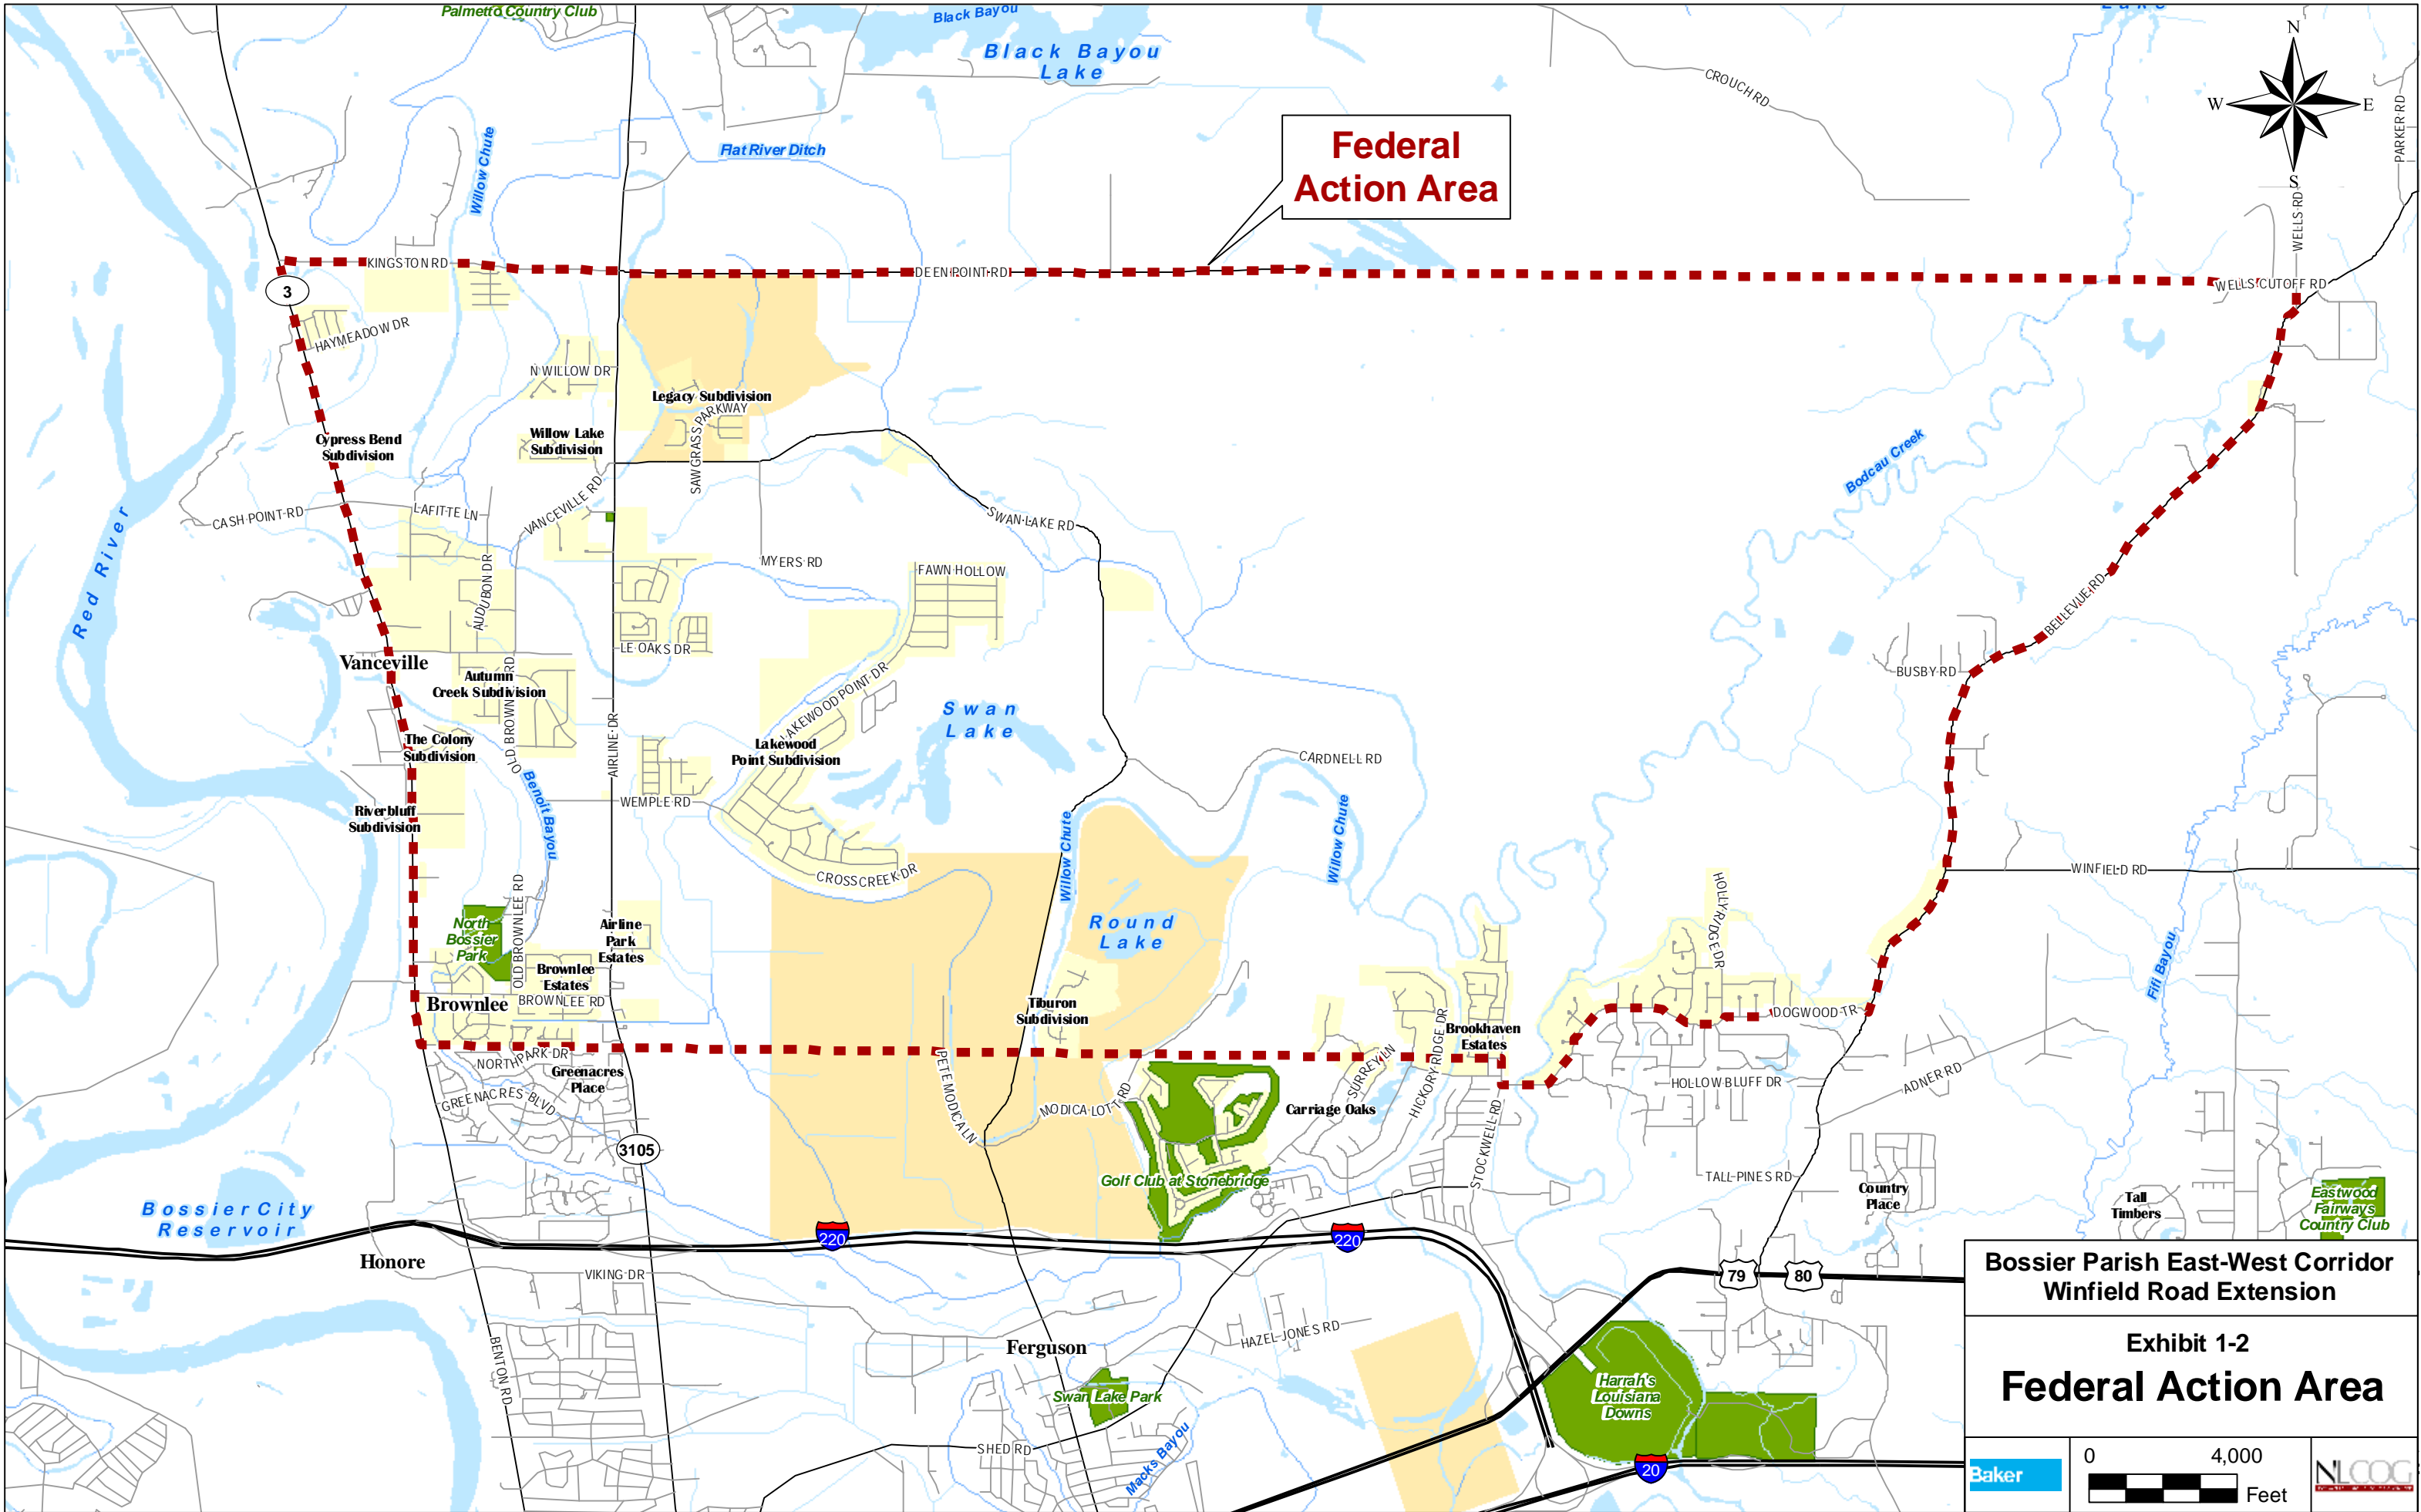 Palmetto Country Club
Black Bayou
Lake
Black Bayou
Lake
CROUCH RD
N
W
E
S
PARKER RD
WELLS RD
Willow Chute
Flat River Ditch
Federal
Action Area
KINGSTON RD
DEEN POINT RD
WELLS CUTOFF RD
3
HAYMEADOW DR
N WILLOW DR
Legacy Subdivision
SAWGRASS PARKWAY
Cypress Bend
Subdivision
Willow Lake
Subdivision
Bodcau Creek
CASH POINT RD
LAFITTE LN
VANCEVILLE RD
SWAN LAKE RD
Red River
AUDUBON DR
MYERS RD
FAWN HOLLOW
BELLEVUE RD
LE OAKS DR
Vanceville
Autumn
Creek Subdivision
OLD BROWNLEE RD
LAKEWOOD POINT DR
BUSBY RD
Swan
Lake
The Colony
Subdivision
AIRLINE DR
Lakewood
Point Subdivision
CARDNELL RD
Benoit Bayou
WEMPLE RD
Riverbluff
Subdivision
Willow Chute
Willow Chute
CROSSCREEK DR
WINFIELD RD
HOLLY RIDGE DR
North
Bossier
Park
OLD BROWNLEE RD
Airline
Park
Estates
Round
Lake
Fifi Bayou
Brownlee
Estates
Brownlee
BROWNLEE RD
Tiburon
Subdivision
DOGWOOD TR
HICKORY RIDGE DR
Brookhaven
Estates
NORTHPARK DR
Greenacres
Place
PETE MODICA LN
SURREY LN
HOLLOW BLUFF DR
ADNER RD
GREENACRES BLVD
MODICA LOTT RD
Carriage Oaks
STOCKWELL RD
3105
Golf Club at Stonebridge
TALL PINES RD
Country
Place
Tall
Timbers
Eastwood
Fairways
Country Club
Bossier City
Reservoir
220
220
Honore
VIKING DR
79
80
BENTON RD
Ferguson
HAZEL JONES RD
Swan Lake Park
Harrah's
Louisiana
Downs
SHED RD
Macks Bayou
20
Bossier Parish East-West Corridor
Winfield Road Extension
Exhibit 1-2
Federal Action Area
Baker
0
4,000
Feet
NLCOG